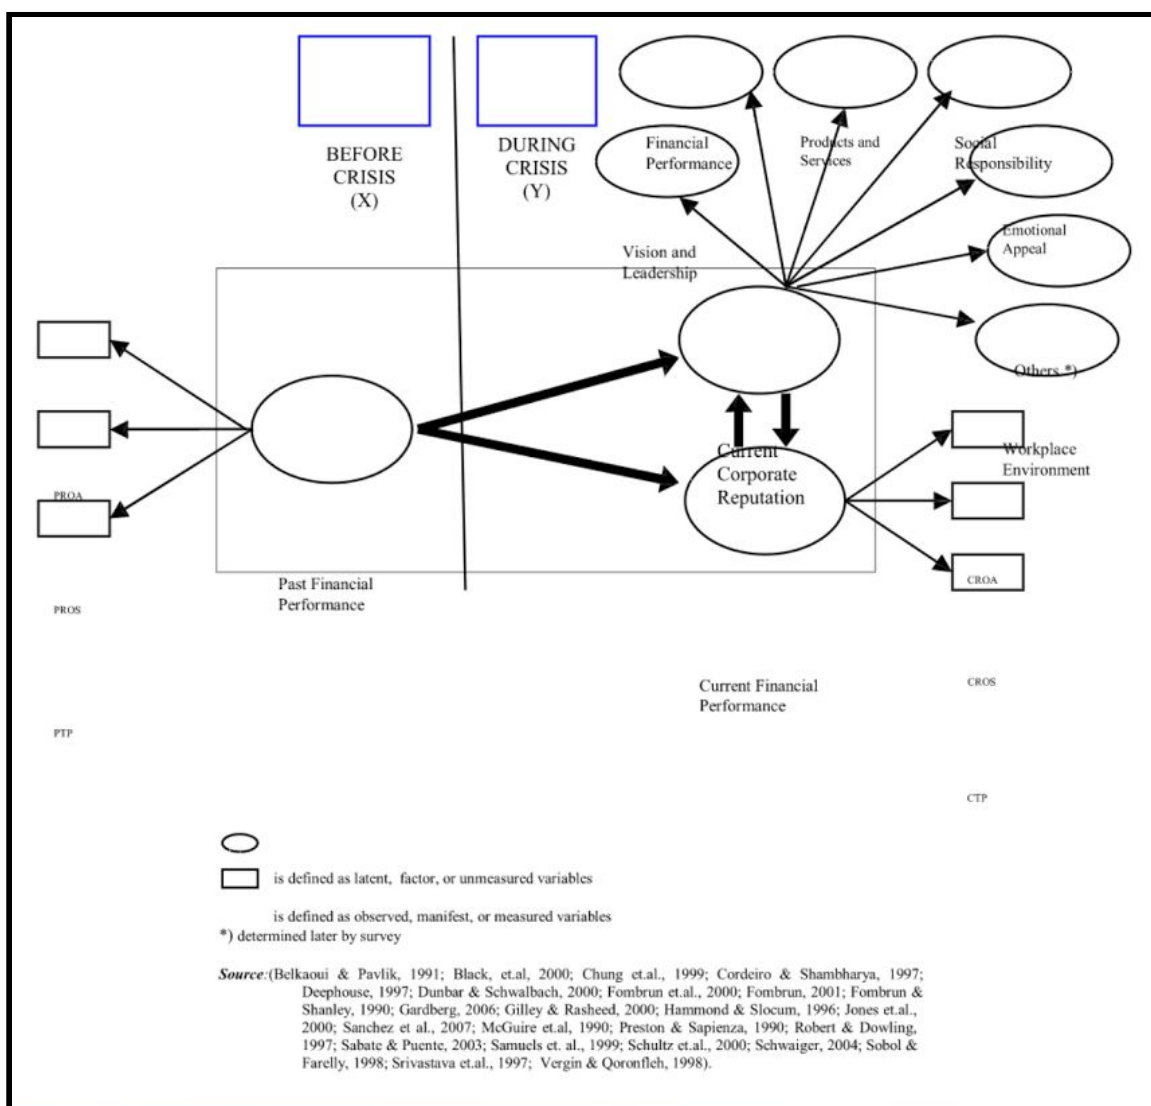 BEFORE
CRISIS
(X)
DURING
CRISIS
(Y)
Financial
Performance
Products and
Services
Social
Responsibility
Vision and
Leadership
Emotional
Appeal
Others *)
Current
Corporate
Reputation
Workplace
Environment
PROA
CROA
Past Financial
Performance
PROS
Current Financial
Performance
CROS
PTP
CTP
is defined as latent, factor, or unmeasured variables
is defined as observed, manifest, or measured variables
*) determined later by survey
Source:(Belkaoui & Pavlik, 1991; Black, et.al, 2000; Chung et.al., 1999; Cordeiro & Shambharya, 1997;
Deephouse, 1997; Dunbar & Schwalbach, 2000; Fombrun et.al., 2000; Fombrun, 2001; Fombrun &
Shanley, 1990; Gardberg, 2006; Gilley & Rasheed, 2000; Hammond & Slocum, 1996; Jones et.al.,
2000; Sanchez et al., 2007; McGuire et.al, 1990; Preston & Sapienza, 1990; Robert & Dowling,
1997; Sabate & Puente, 2003; Samuels et. al., 1999; Schultz et.al., 2000; Schwaiger, 2004; Sobol &
Farelly, 1998; Srivastava et.al., 1997; Vergin & Qoronfleh, 1998).